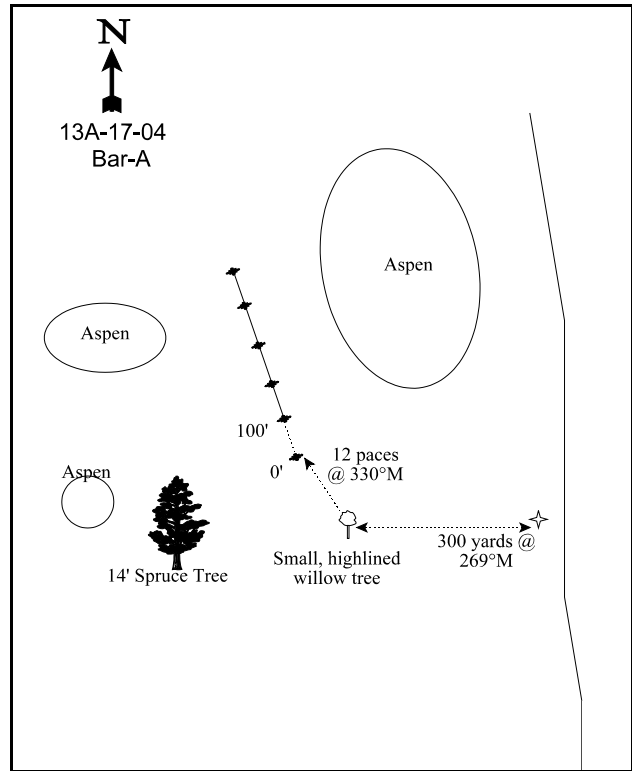 N
13A-17-04
Bar-A
Aspen
Aspen
100'
12 paces
@ 330°M
0'
Aspen
300 yards @
269°M
Small, highlined
willow tree
14' Spruce Tree